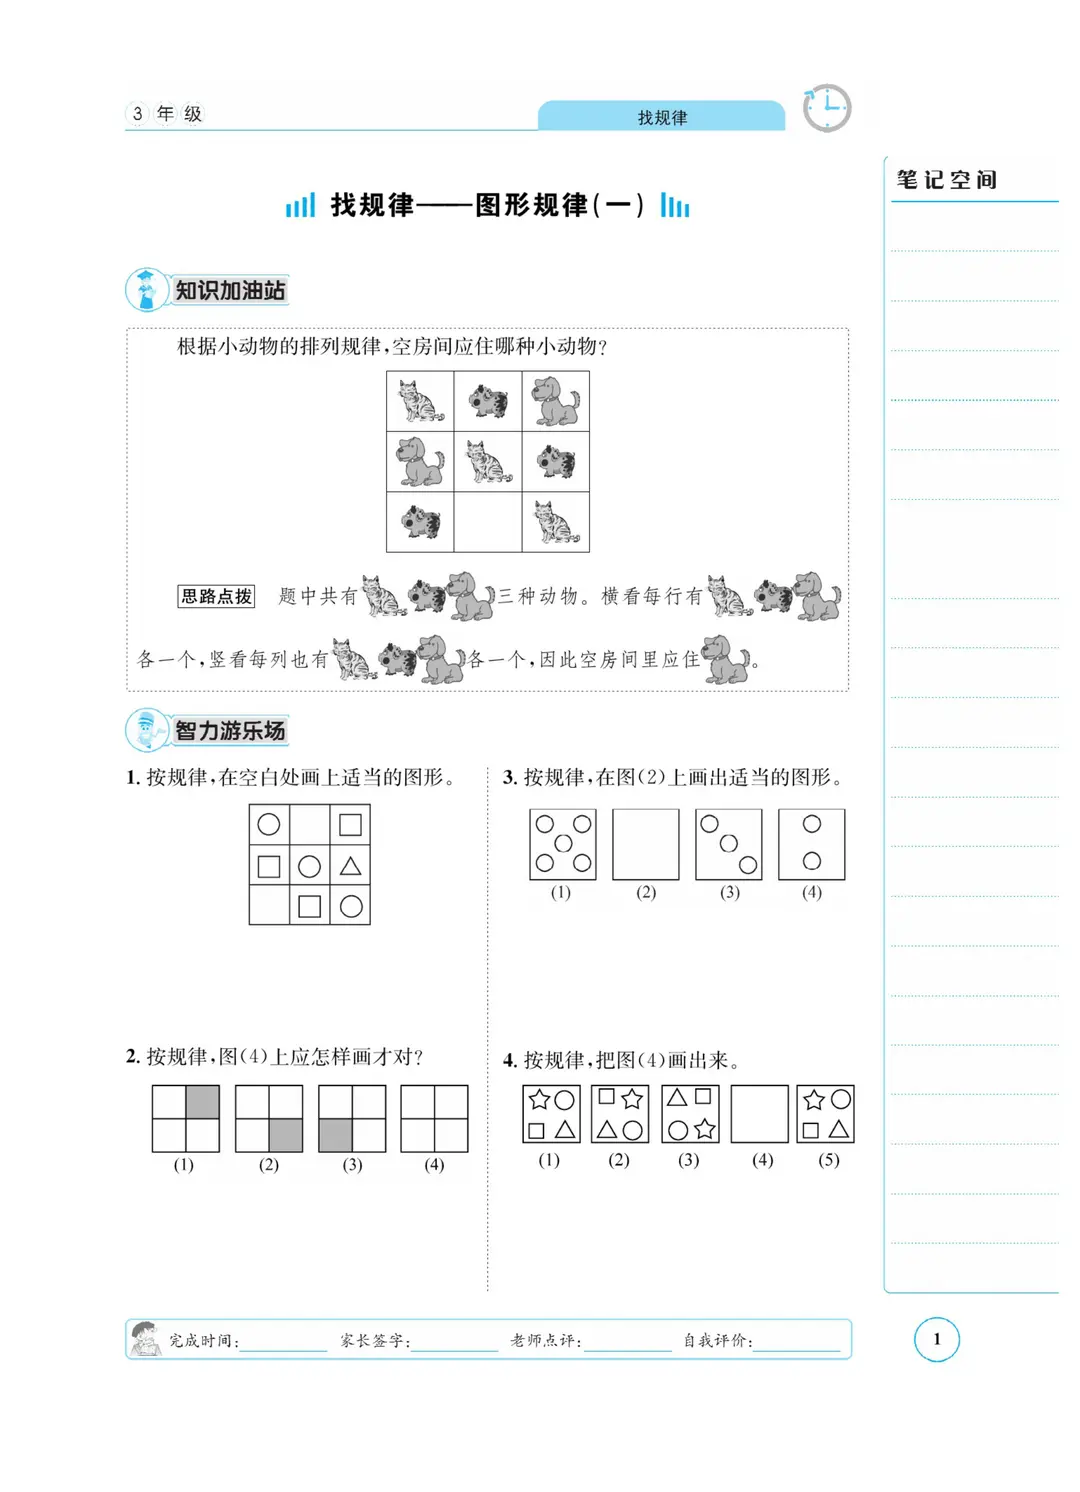 3年级
找规律
找规律——图形规律(一)
笔记空间
知识加油站
根据小动物的排列规律,空房间应住哪种小动物?
思路点拨 题中共有三种动物。横看每行有
各一个,竖看每列也有各一个,因此空房间里应住。
智力游乐场
1. 按规律,在空白处画上适当的图形。
2. 按规律,图(4)上应怎样画才对?
(1) (2) (3) (4)
3. 按规律,在图(2)上画出适当的图形。
(1) (2) (3) (4)
4. 按规律,把图(4)画出来。
(1) (2) (3) (4) (5)
完成时间: 家长签字: 老师点评: 自我评价:
1